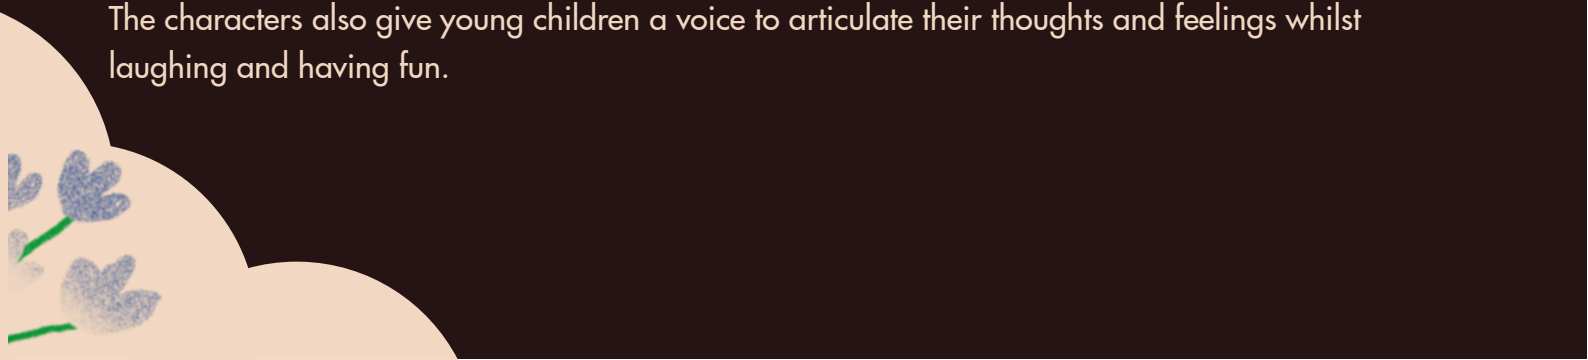 The characters also give young children a voice to articulate their thoughts and feelings whilst
laughing and having fun.